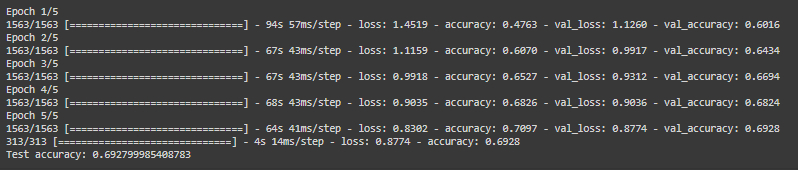 Epoch 1/5
1563/1563 [==============================] - 94s 57ms/step - loss: 1.4519 - accuracy: 0.4763 - val_loss: 1.1260 - val_accuracy: 0.6016
Epoch 2/5
1563/1563 [==============================] - 67s 43ms/step - loss: 1.1159 - accuracy: 0.6070 - val_loss: 0.9917 - val_accuracy: 0.6434
Epoch 3/5
1563/1563 [==============================] - 67s 43ms/step - loss: 0.9918 - accuracy: 0.6527 - val_loss: 0.9312 - val_accuracy: 0.6694
Epoch 4/5
1563/1563 [==============================] - 68s 43ms/step - loss: 0.9035 - accuracy: 0.6826 - val_loss: 0.9036 - val_accuracy: 0.6824
Epoch 5/5
1563/1563 [==============================] - 64s 41ms/step - loss: 0.8302 - accuracy: 0.7097 - val_loss: 0.8774 - val_accuracy: 0.6928
313/313 [==============================] - 4s 14ms/step - loss: 0.8774 - accuracy: 0.6928
Test accuracy: 0.692799985408783